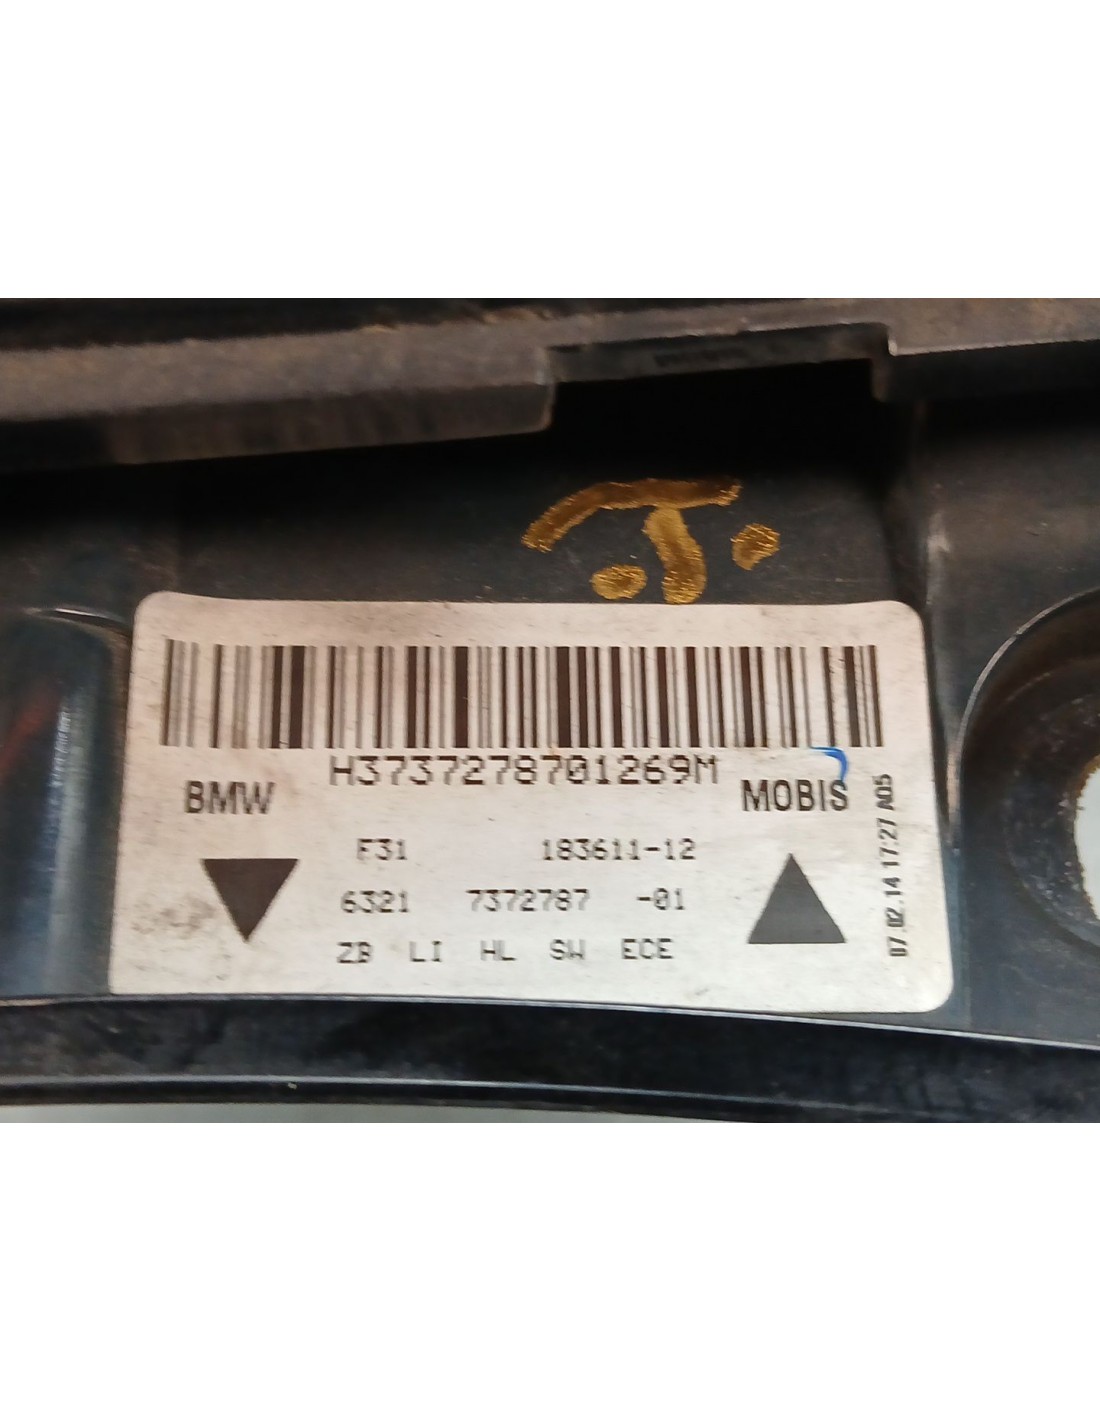 H3737278701269M
BMW
MOBIS
F31 183611-12
6321 7372787 -01
ZB LI HL SW ECE
07.02.14 17:27 A05